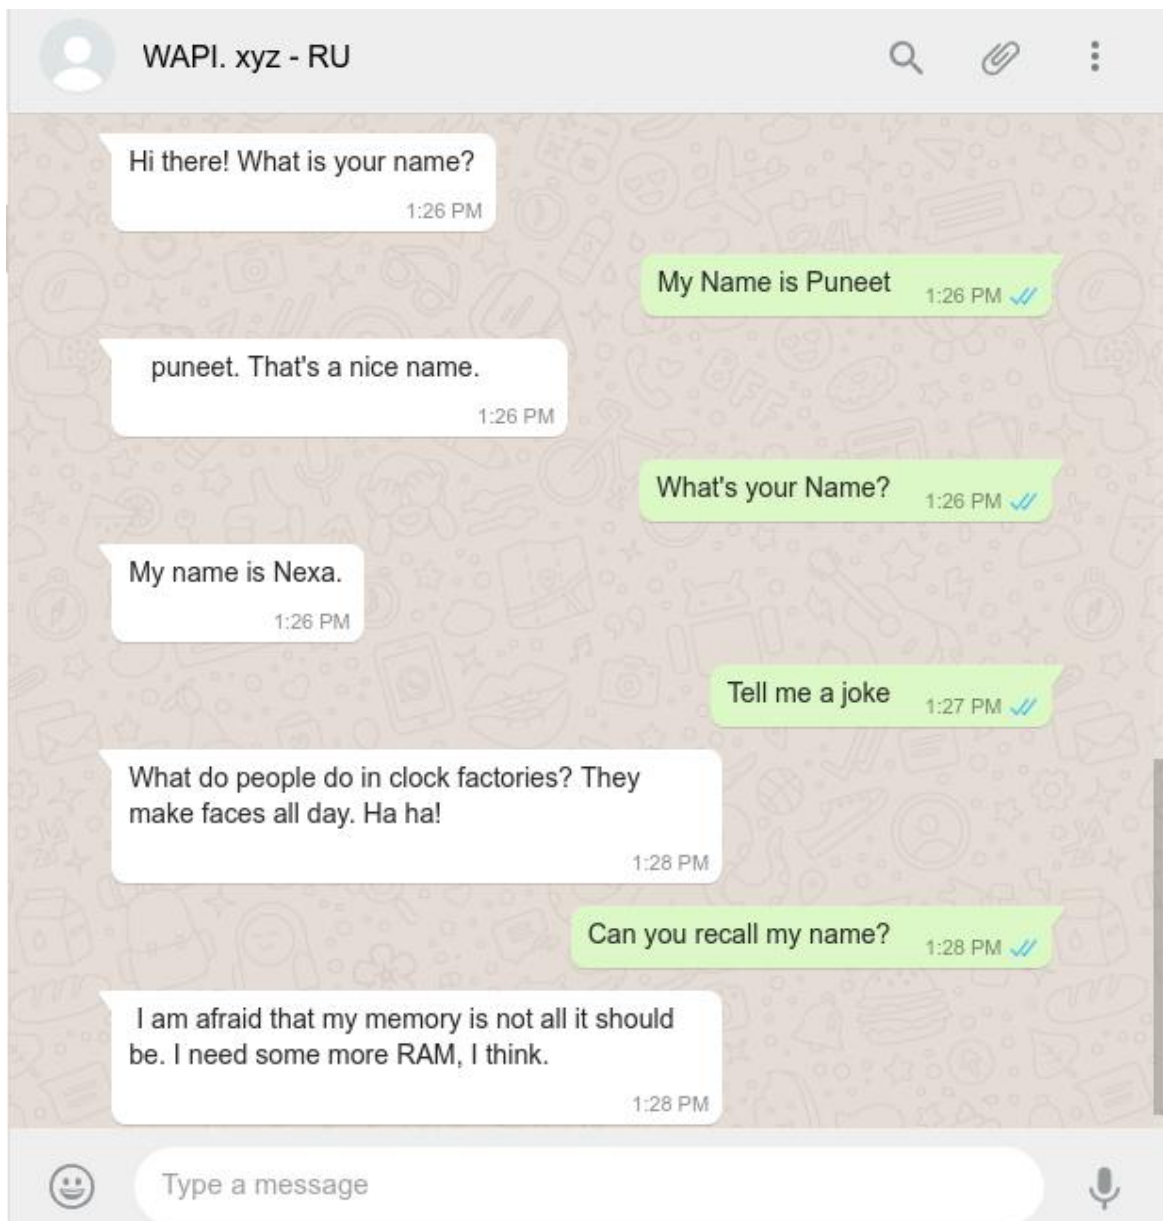 WAPI. xyz - RU
Hi there! What is your name?
1:26 PM
My Name is Puneet
1:26 PM
puneet. That's a nice name.
1:26 PM
What's your Name?
1:26 PM
My name is Nexa.
1:26 PM
Tell me a joke
1:27 PM
What do people do in clock factories? They
make faces all day. Ha ha!
1:28 PM
Can you recall my name?
1:28 PM
I am afraid that my memory is not all it should
be. I need some more RAM, I think.
1:28 PM
Type a message